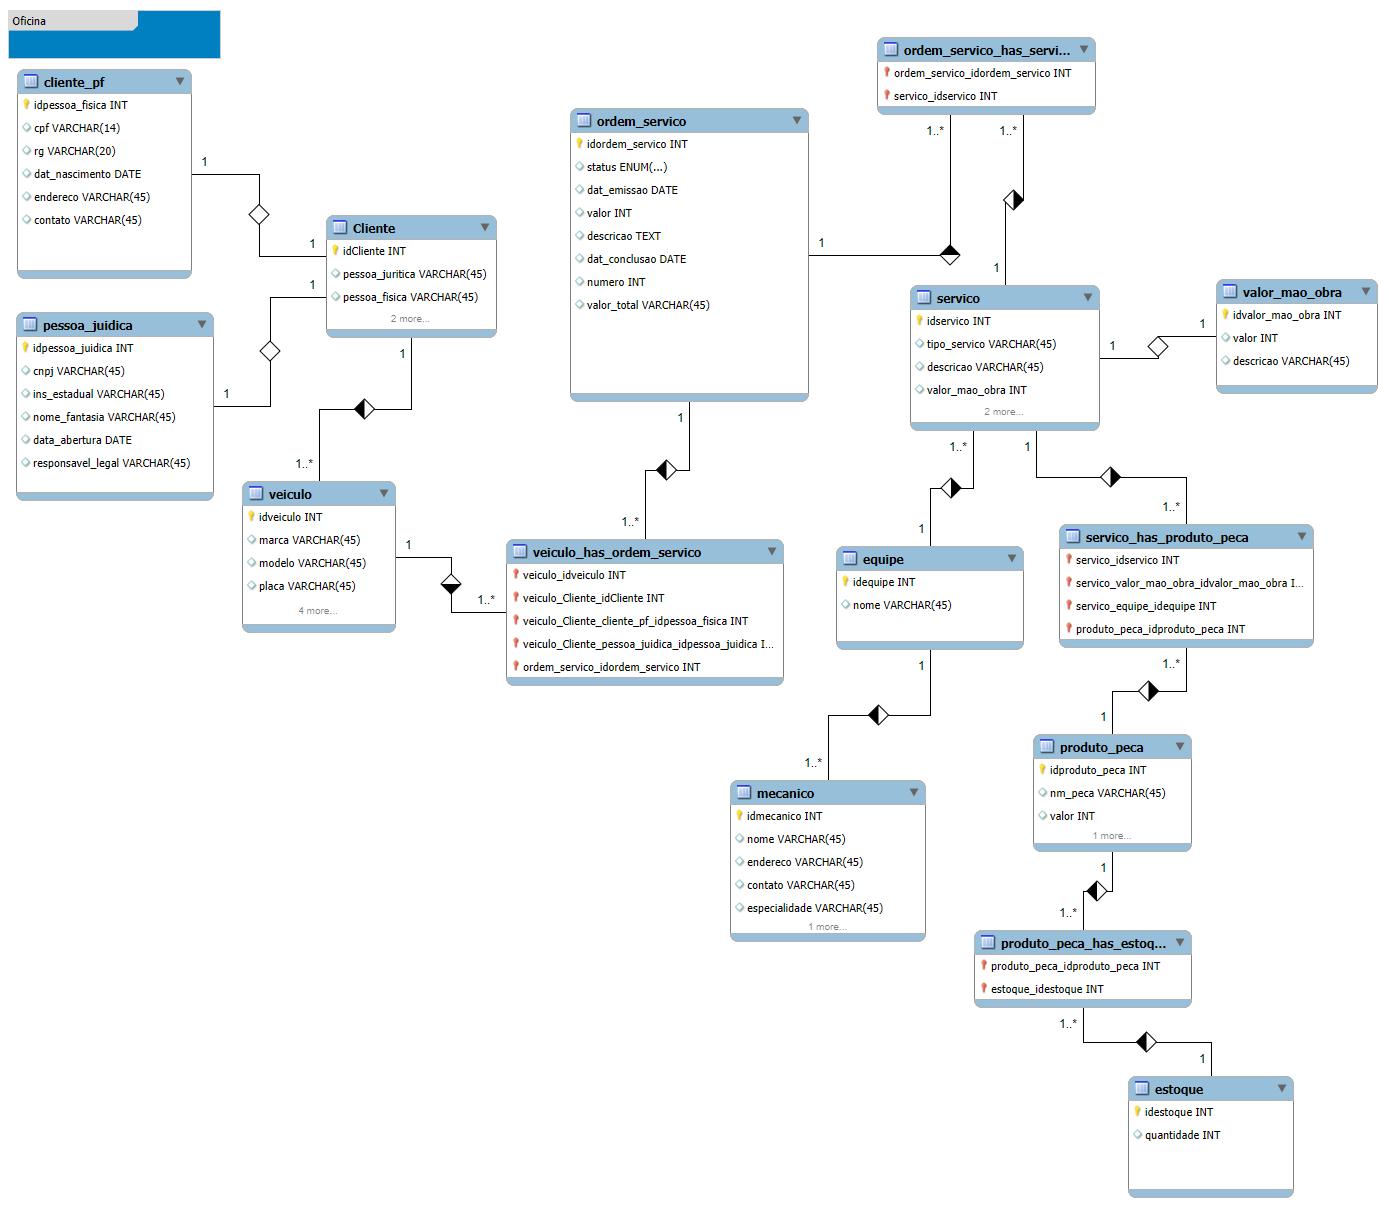 Oficina
cliente_pf
idpessoa_fisica INT
cpf VARCHAR(14)
rg VARCHAR(20)
dat_nascimento DATE
endereco VARCHAR(45)
contato VARCHAR(45)
1
1
Cliente
idCliente INT
pessoa_juritica VARCHAR(45)
pessoa_fisica VARCHAR(45)
2 more...
1
1
pessoa_juidica
idpessoa_juidica INT
cnpj VARCHAR(45)
ins_estadual VARCHAR(45)
nome_fantasia VARCHAR(45)
data_abertura DATE
responsavel_legal VARCHAR(45)
1
1..*
veiculo
idveiculo INT
marca VARCHAR(45)
modelo VARCHAR(45)
placa VARCHAR(45)
4 more...
1
1..*
veiculo_has_ordem_servico
veiculo_idveiculo INT
veiculo_Cliente_idCliente INT
veiculo_Cliente_cliente_pf_idpessoa_fisica INT
veiculo_Cliente_pessoa_juidica_idpessoa_juidica I...
ordem_servico_idordem_servico INT
1..*
1
ordem_servico
idordem_servico INT
status ENUM(...)
dat_emissao DATE
valor INT
descricao TEXT
dat_conclusao DATE
numero INT
valor_total VARCHAR(45)
1
1..*
ordem_servico_has_servi...
ordem_servico_idordem_servico INT
servico_idservico INT
1..*
1
servico
idservico INT
tipo_servico VARCHAR(45)
descricao VARCHAR(45)
valor_mao_obra INT
2 more...
1
1
valor_mao_obra
idvalor_mao_obra INT
valor INT
descricao VARCHAR(45)
1..*
1
equipe
idequipe INT
nome VARCHAR(45)
1
1..*
mecanico
idmecanico INT
nome VARCHAR(45)
endereco VARCHAR(45)
contato VARCHAR(45)
especialidade VARCHAR(45)
1 more...
1
1..*
servico_has_produto_peca
servico_idservico INT
servico_valor_mao_obra_idvalor_mao_obra I...
servico_equipe_idequipe INT
produto_peca_idproduto_peca INT
1..*
1
produto_peca
idproduto_peca INT
nm_peca VARCHAR(45)
valor INT
1 more...
1
1..*
produto_peca_has_estoq...
produto_peca_idproduto_peca INT
estoque_idestoque INT
1..*
1
estoque
idestoque INT
quantidade INT